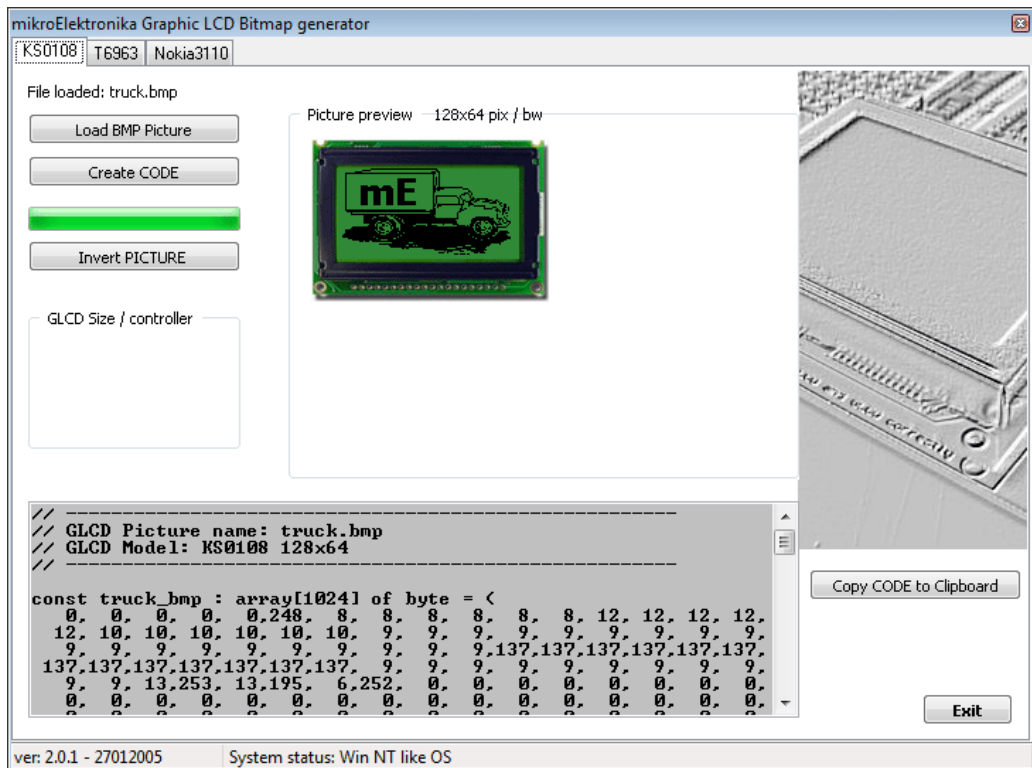 mikroElektronika Graphic LCD Bitmap generator
KS0108 T6963 Nokia3110
File loaded: truck.bmp
Load BMP Picture
Create CODE
Invert PICTURE
GLCD Size / controller
Picture preview 128x64 pix / bw
mE
// ---------------------------------------------------------
// GLCD Picture name: truck.bmp
// GLCD Model: KS0108 128x64
// ---------------------------------------------------------
const truck_bmp : array[1024] of byte = (
0, 0, 0, 0, 0,248, 8, 8, 8, 8, 8, 8, 12, 12, 12, 12,
12, 10, 10, 10, 10, 10, 10, 9, 9, 9, 9, 9, 9, 9, 9, 9,
9, 9, 9, 9, 9, 9, 9, 9, 9, 9,137,137,137,137,137,137,
137,137,137,137,137,137,137, 9, 9, 9, 9, 9, 9, 9, 9, 9,
9, 9, 13,253, 13,195, 6,252, 0, 0, 0, 0, 0, 0, 0, 0,
0, 0, 0, 0, 0, 0, 0, 0, 0, 0, 0, 0, 0, 0, 0, 0,
correctly
Copy CODE to Clipboard
Exit
ver: 2.0.1 - 27012005 System status: Win NT like OS